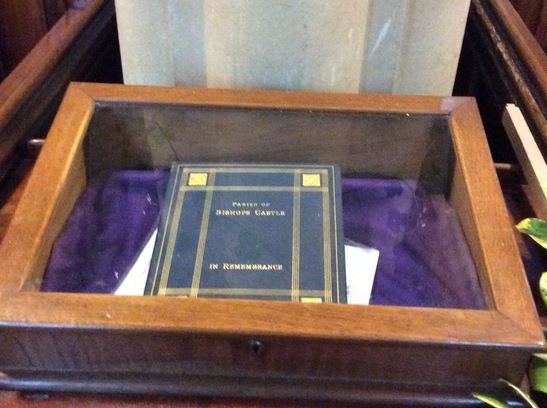 Parish of
Bishops Castle
in Remembrance